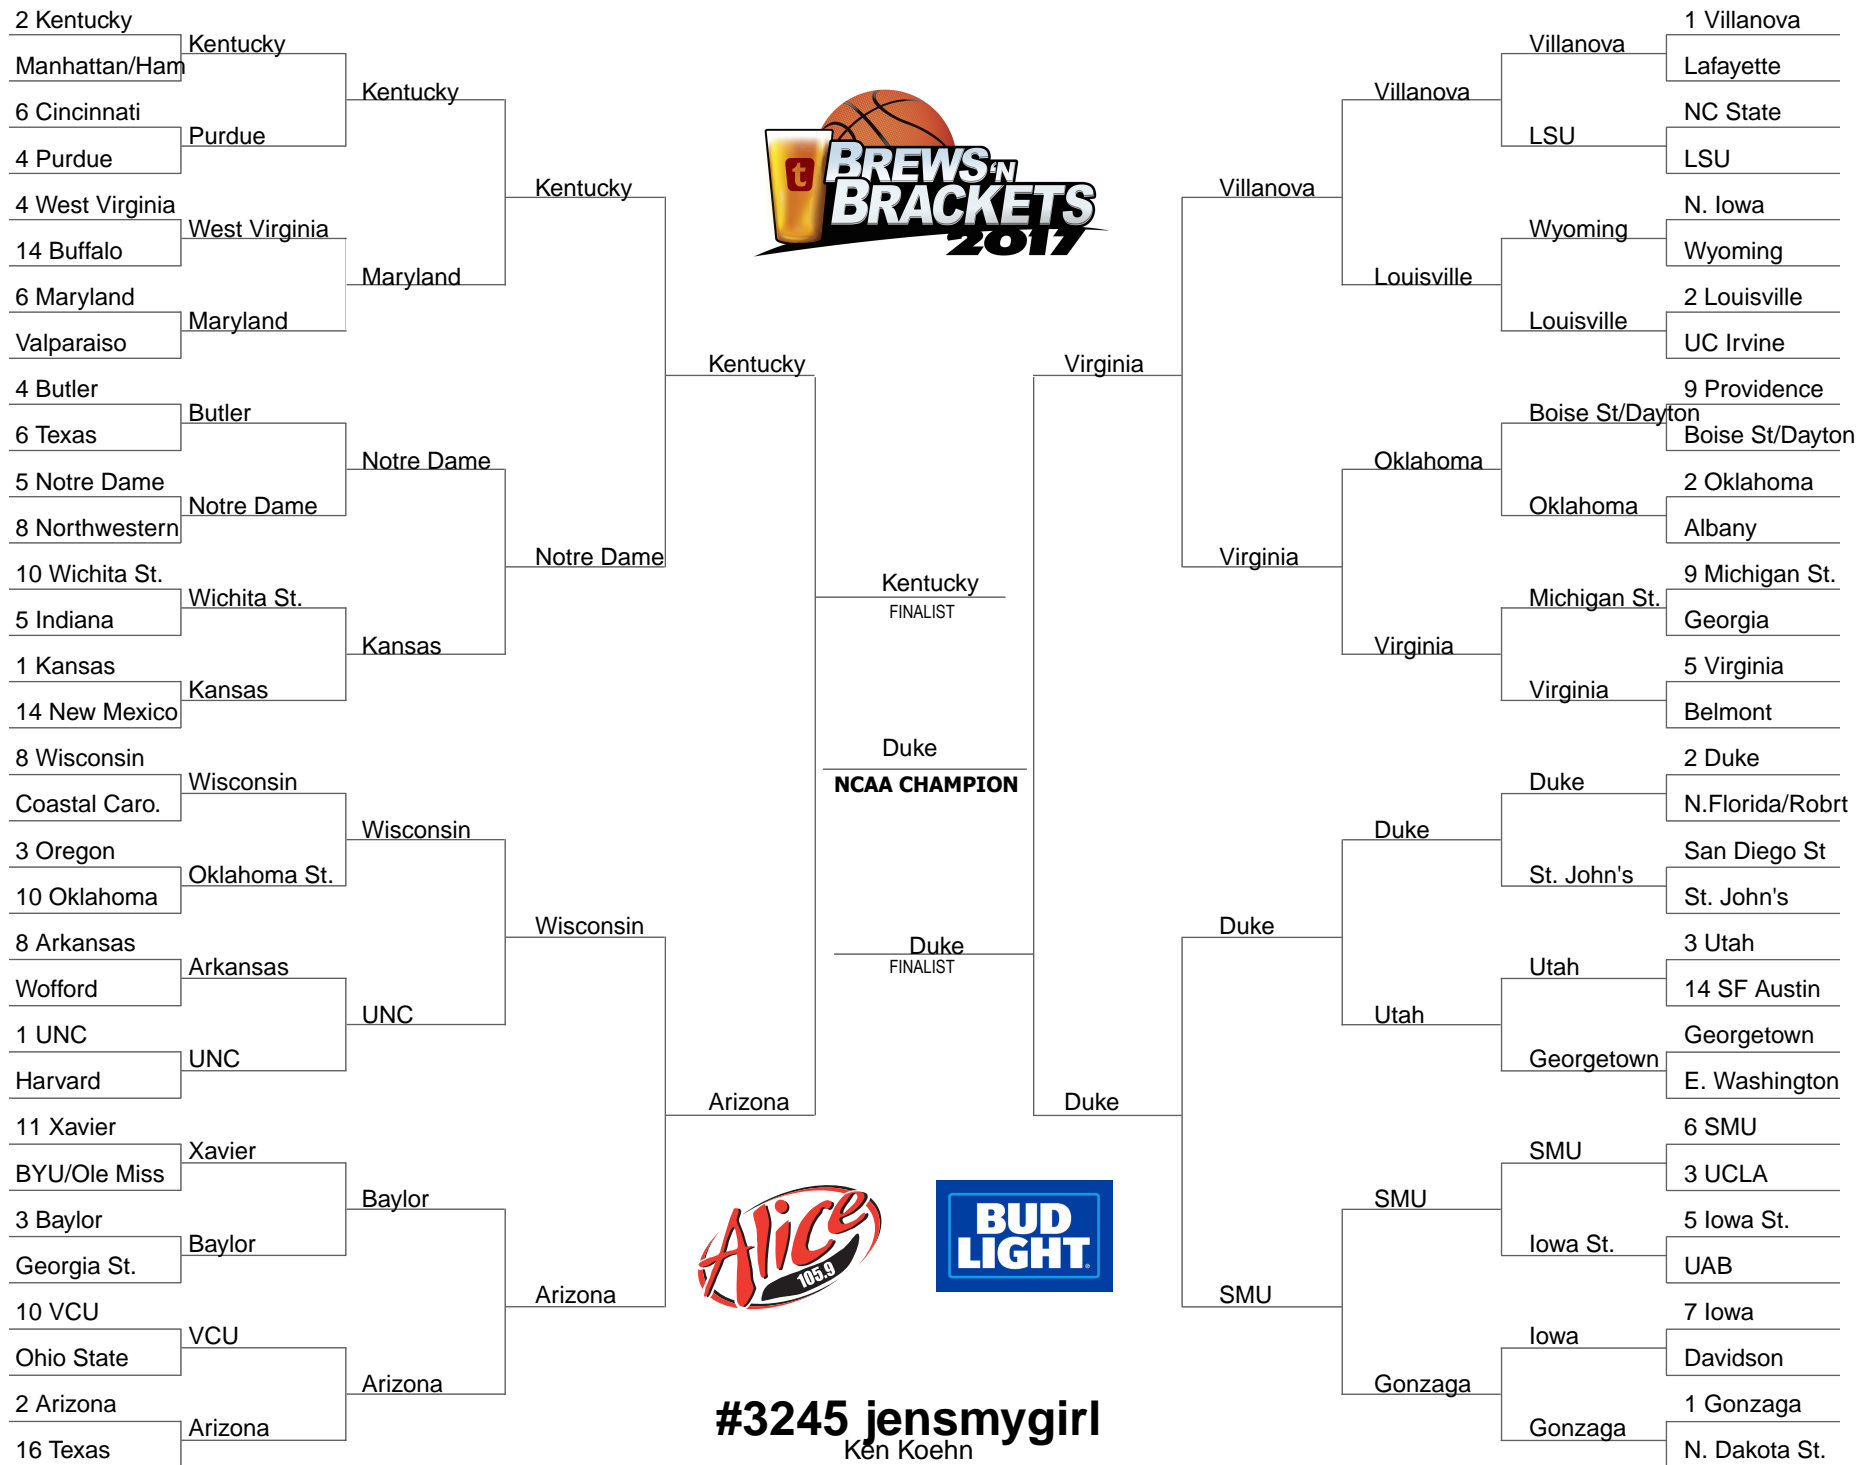 2 Kentucky
Manhattan/Ham
6 Cincinnati
4 Purdue
4 West Virginia
14 Buffalo
6 Maryland
Valparaiso
4 Butler
6 Texas
5 Notre Dame
8 Northwestern
10 Wichita St.
5 Indiana
1 Kansas
14 New Mexico
8 Wisconsin
Coastal Caro.
3 Oregon
10 Oklahoma
8 Arkansas
Wofford
1 UNC
Harvard
11 Xavier
BYU/Ole Miss
3 Baylor
Georgia St.
10 VCU
Ohio State
2 Arizona
16 Texas
Kentucky
Purdue
West Virginia
Maryland
Butler
Notre Dame
Wichita St.
Kansas
Wisconsin
Oklahoma St.
Arkansas
UNC
Xavier
Baylor
VCU
Arizona
Kentucky
Maryland
Notre Dame
Kansas
Wisconsin
UNC
Baylor
Arizona
Kentucky
Notre Dame
Wisconsin
Arizona
Kentucky
Arizona
t
BREWS 'N
BRACKETS
2017
Kentucky
FINALIST
Duke
NCAA CHAMPION
Duke
FINALIST
Alice
105.9
BUD
LIGHT
#3245 jensmygirl
Ken Koehn
Virginia
Duke
Villanova
Virginia
Duke
SMU
Villanova
Louisville
Oklahoma
Virginia
Duke
Utah
SMU
Gonzaga
Villanova
LSU
Wyoming
Louisville
Boise St/Dayton
Oklahoma
Michigan St.
Virginia
Duke
St. John's
Utah
Georgetown
SMU
Iowa St.
Iowa
Gonzaga
1 Villanova
Lafayette
NC State
LSU
N. Iowa
Wyoming
2 Louisville
UC Irvine
9 Providence
Boise St/Dayton
2 Oklahoma
Albany
9 Michigan St.
Georgia
5 Virginia
Belmont
2 Duke
N.Florida/Robrt
San Diego St
St. John's
3 Utah
14 SF Austin
Georgetown
E. Washington
6 SMU
3 UCLA
5 Iowa St.
UAB
7 Iowa
Davidson
1 Gonzaga
N. Dakota St.